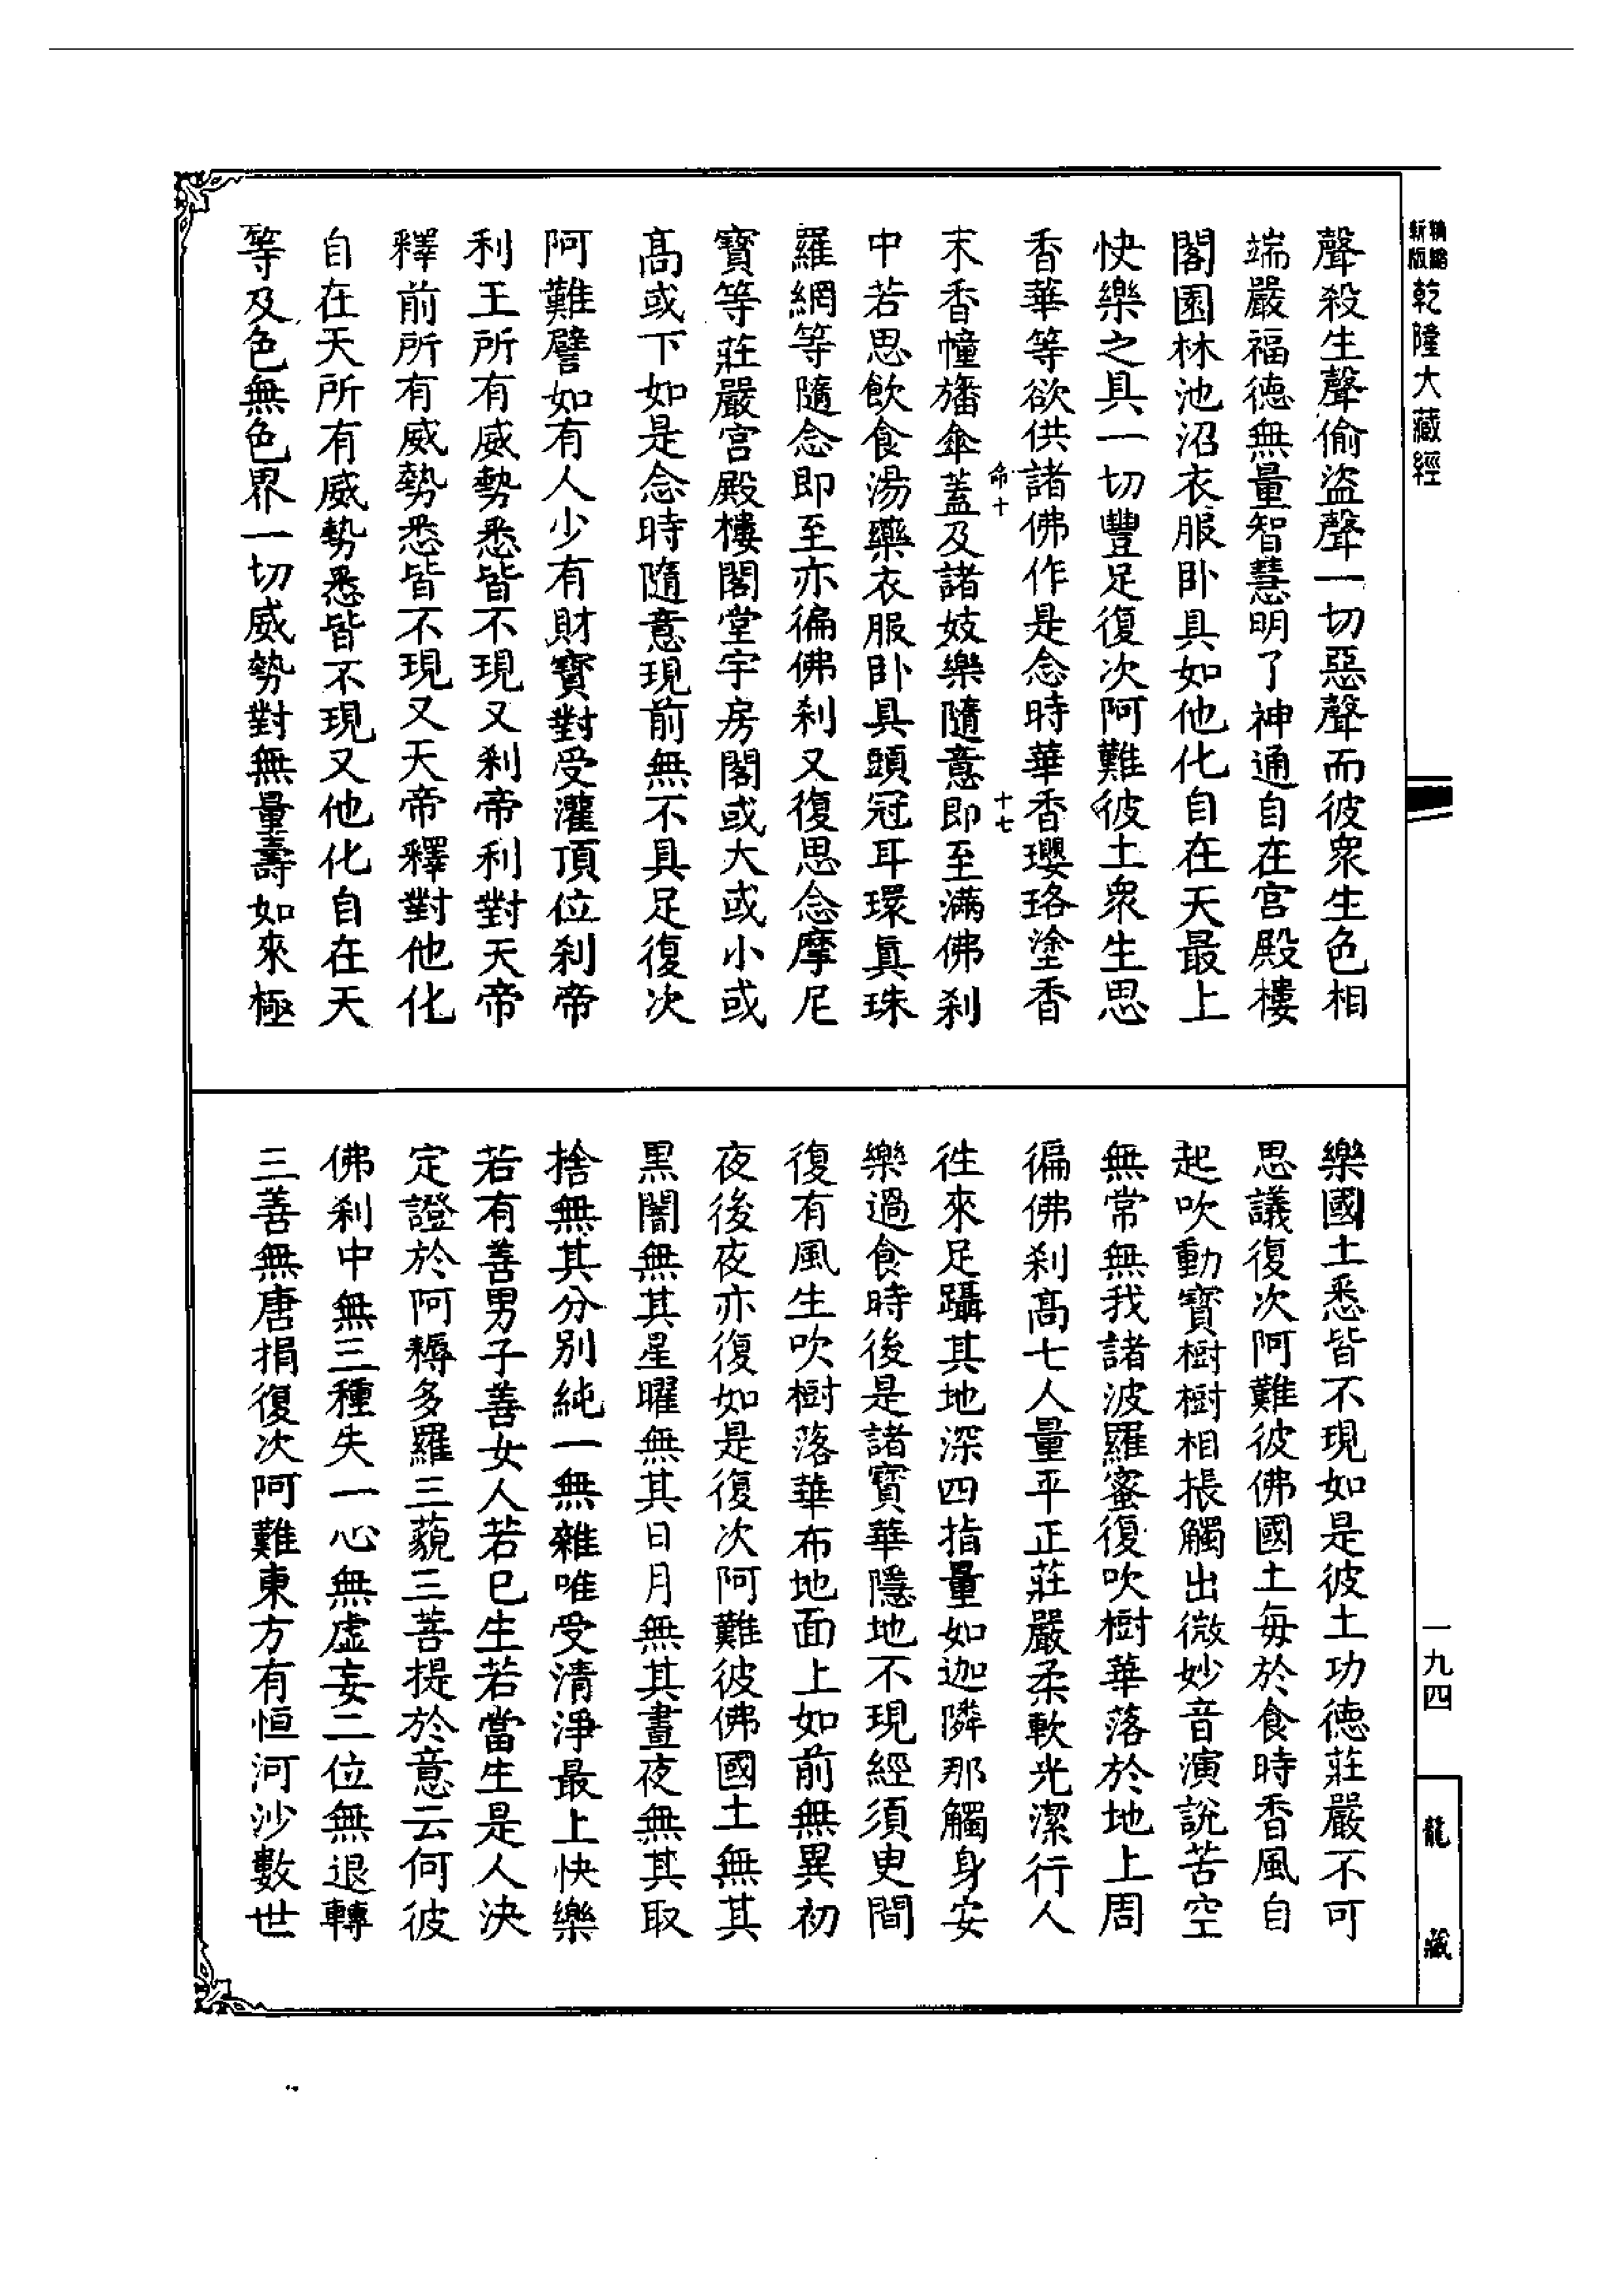 新版
精縮
乾隆大藏經
聲殺生聲偷盜聲一切惡聲而彼衆生色相
端嚴福德無量智慧明了神通自在宮殿樓
閣園林池沼衣服卧具如他化自在天最上
快樂之具一切豐足復次阿難彼土衆生思
香華等欲供諸佛作是念時華香瓔珞塗香
命十
十七
末香幢旛傘蓋及諸妓樂隨意即至滿佛刹
中若思飲食湯藥衣服卧具頭冠耳環真珠
羅網等隨念即至亦徧佛刹又復思念摩尼
寳等莊嚴宮殿樓閣堂宇房閣或大或小或
髙或下如是念時隨意現前無不具足復次
阿難譬如有人少有財寳對受灌頂位刹帝
利王所有威勢悉皆不現又刹帝利對天帝
釋前所有威勢悉皆不現又天帝釋對他化
自在天所有威勢悉皆不現又他化自在天
等及色無色界一切威勢對無量壽如來極
樂國土悉皆不現如是彼土功德莊嚴不可
思議復次阿難彼佛國土每於食時香風自
起吹動寳樹樹相掁觸出微妙音演說苦空
無常無我諸波羅蜜復吹樹華落於地上周
徧佛刹髙七人量平正莊嚴柔軟光潔行人
徃來足躡其地深四指量如迦隣那觸身安
樂過食時後是諸寳華隱地不現經須臾間
復有風生吹樹落華布地面上如前無異初
夜後夜亦復如是復次阿難彼佛國土無其
黑闇無其星曜無其日月無其晝夜無其取
捨無其分別純一無雜唯受清淨最上快樂
若有善男子善女人若已生若當生是人決
定證於阿耨多羅三藐三菩提於意云何彼
佛刹中無三種失一心無虛妄二位無退轉
三善無唐捐復次阿難東方有恒河沙數世
一九四
龍藏